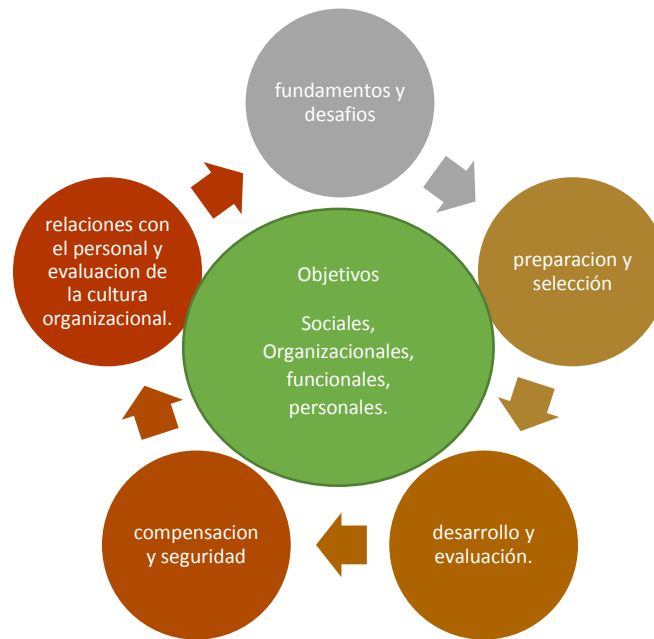 fundamentos y
desafios
preparacion y
selección
desarrollo y
evaluación.
compensacion
y seguridad
relaciones con
el personal y
evaluacion de
la cultura
organizacional.
Objetivos
Sociales,
Organizacionales,
funcionales,
personales.